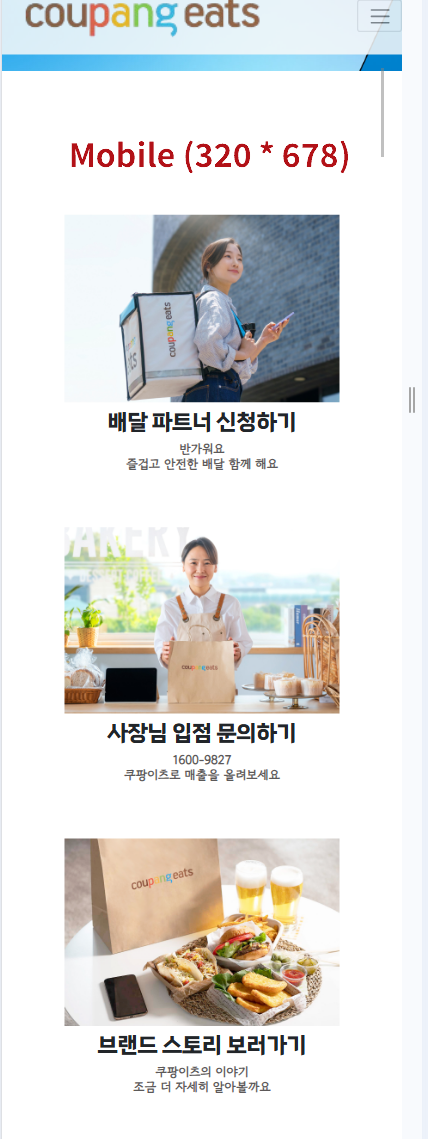 coupang eats
Mobile (320 * 678)
coupang eats
ts
배달 파트너 신청하기
반가워요
즐겁고 안전한 배달 함께 해요
BAKERY
coupang eats
사장님 입점 문의하기
1600-9827
쿠팡이츠로 매출을 올려보세요
coupang eats
브랜드 스토리 보러가기
쿠팡이츠의 이야기
조금 더 자세히 알아볼까요